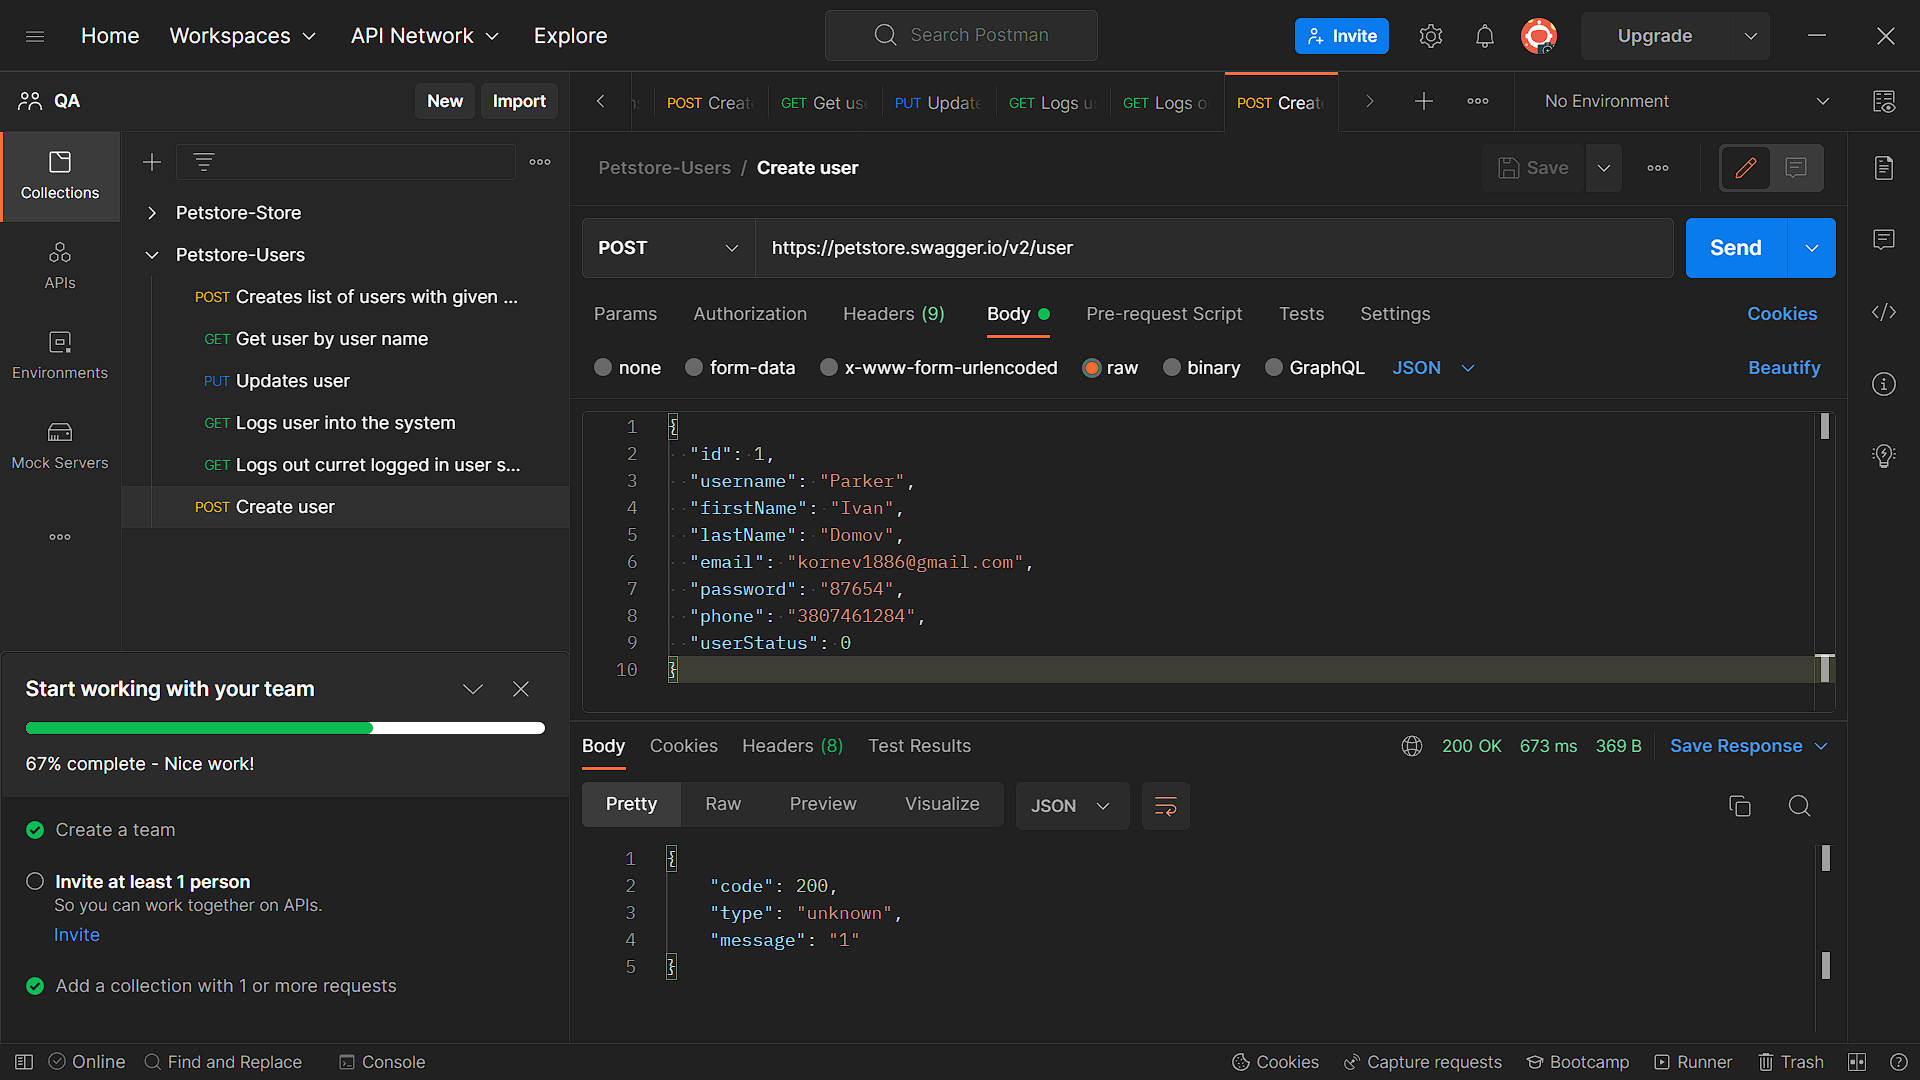 Home Workspaces API Network Explore Search Postman Invite Upgrade
QA New Import
POST Create GET Get use PUT Update GET Logs u GET Logs o POST Create No Environment
Collections
APIs
Environments
Mock Servers
Petstore-Store
Petstore-Users
POST Creates list of users with given ...
GET Get user by user name
PUT Updates user
GET Logs user into the system
GET Logs out curret logged in user s...
POST Create user
Start working with your team
67% complete - Nice work!
Create a team
Invite at least 1 person
So you can work together on APIs.
Invite
Add a collection with 1 or more requests
Petstore-Users / Create user Save
POST https://petstore.swagger.io/v2/user Send
Params Authorization Headers (9) Body Pre-request Script Tests Settings Cookies
none form-data x-www-form-urlencoded raw binary GraphQL JSON Beautify
1 {
2 "id": 1,
3 "username": "Parker",
4 "firstName": "Ivan",
5 "lastName": "Domov",
6 "email": "kornev1886@gmail.com",
7 "password": "87654",
8 "phone": "3807461284",
9 "userStatus": 0
10 }
Body Cookies Headers (8) Test Results 200 OK 673 ms 369 B Save Response
Pretty Raw Preview Visualize JSON
1 {
2 "code": 200,
3 "type": "unknown",
4 "message": "1"
5 }
Online Find and Replace Console Cookies Capture requests Bootcamp Runner Trash